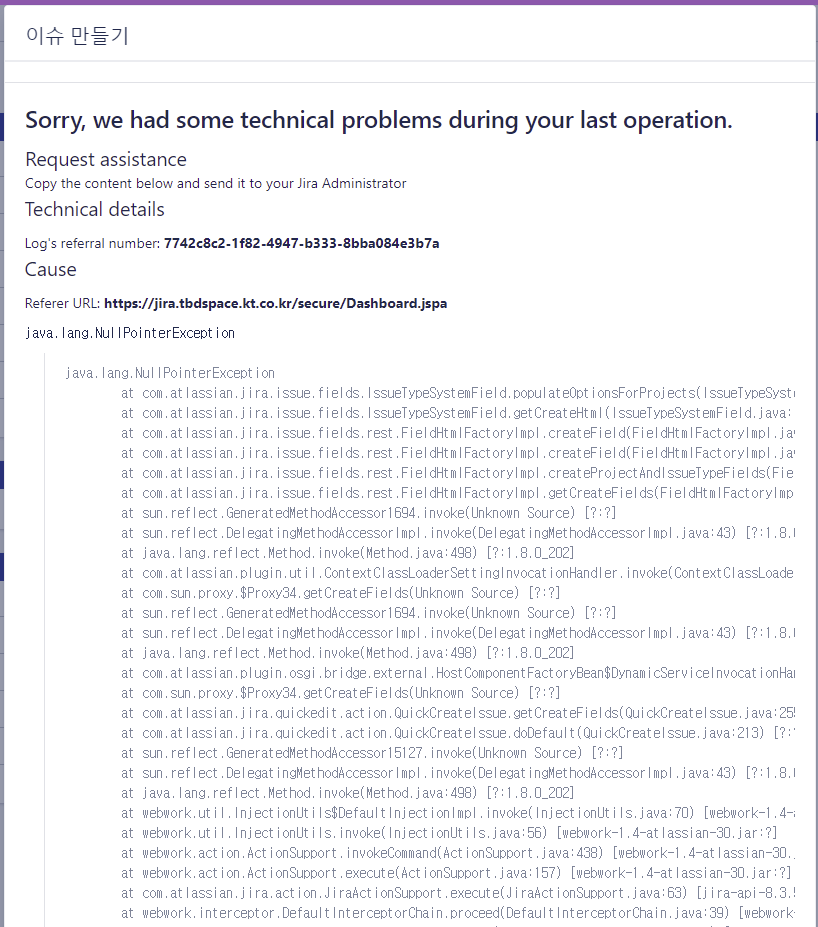 이슈 만들기
Sorry, we had some technical problems during your last operation.
Request assistance
Copy the content below and send it to your Jira Administrator
Technical details
Log's referral number: 7742c8c2-1f82-4947-b333-8bba084e3b7a
Cause
Referer URL: https://jira.tbdspace.kt.co.kr/secure/Dashboard.jspa
java.lang.NullPointerException
java.lang.NullPointerException
at com.atlassian.jira.issue.fields.IssueTypeSystemField.populateOptionsForProjects(IssueTypeSyst
at com.atlassian.jira.issue.fields.IssueTypeSystemField.getCreateHtml(IssueTypeSystemField.java:
at com.atlassian.jira.issue.fields.rest.FieldHtmlFactoryImpl.createField(FieldHtmlFactoryImpl.ja
at com.atlassian.jira.issue.fields.rest.FieldHtmlFactoryImpl.createField(FieldHtmlFactoryImpl.ja
at com.atlassian.jira.issue.fields.rest.FieldHtmlFactoryImpl.createProjectAndIssueTypeFields(Fie
at com.atlassian.jira.issue.fields.rest.FieldHtmlFactoryImpl.getCreateFields(FieldHtmlFactoryImp
at sun.reflect.GeneratedMethodAccessor1694.invoke(Unknown Source) [?:?]
at sun.reflect.DelegatingMethodAccessorImpl.invoke(DelegatingMethodAccessorImpl.java:43) [?:1.8.
at java.lang.reflect.Method.invoke(Method.java:498) [?:1.8.0_202]
at com.atlassian.plugin.util.ContextClassLoaderSettingInvocationHandler.invoke(ContextClassLoade
at com.sun.proxy.$Proxy34.getCreateFields(Unknown Source) [?:?]
at sun.reflect.GeneratedMethodAccessor1694.invoke(Unknown Source) [?:?]
at sun.reflect.DelegatingMethodAccessorImpl.invoke(DelegatingMethodAccessorImpl.java:43) [?:1.8.
at java.lang.reflect.Method.invoke(Method.java:498) [?:1.8.0_202]
at com.atlassian.plugin.osgi.bridge.external.HostComponentFactoryBean$DynamicServiceInvocationHa
at com.sun.proxy.$Proxy34.getCreateFields(Unknown Source) [?:?]
at com.atlassian.jira.quickedit.action.QuickCreateIssue.getCreateFields(QuickCreateIssue.java:25
at com.atlassian.jira.quickedit.action.QuickCreateIssue.doDefault(QuickCreateIssue.java:213) [?:
at sun.reflect.GeneratedMethodAccessor15127.invoke(Unknown Source) [?:?]
at sun.reflect.DelegatingMethodAccessorImpl.invoke(DelegatingMethodAccessorImpl.java:43) [?:1.8.
at java.lang.reflect.Method.invoke(Method.java:498) [?:1.8.0_202]
at webwork.util.InjectionUtils$DefaultInjectionImpl.invoke(InjectionUtils.java:70) [webwork-1.4-
at webwork.util.InjectionUtils.invoke(InjectionUtils.java:56) [webwork-1.4-atlassian-30.jar:?]
at webwork.action.ActionSupport.invokeCommand(ActionSupport.java:438) [webwork-1.4-atlassian-30.
at webwork.action.ActionSupport.execute(ActionSupport.java:157) [webwork-1.4-atlassian-30.jar:?]
at com.atlassian.jira.action.JiraActionSupport.execute(JiraActionSupport.java:63) [jira-api-8.3.
at webwork.interceptor.DefaultInterceptorChain.proceed(DefaultInterceptorChain.java:39) [webwork